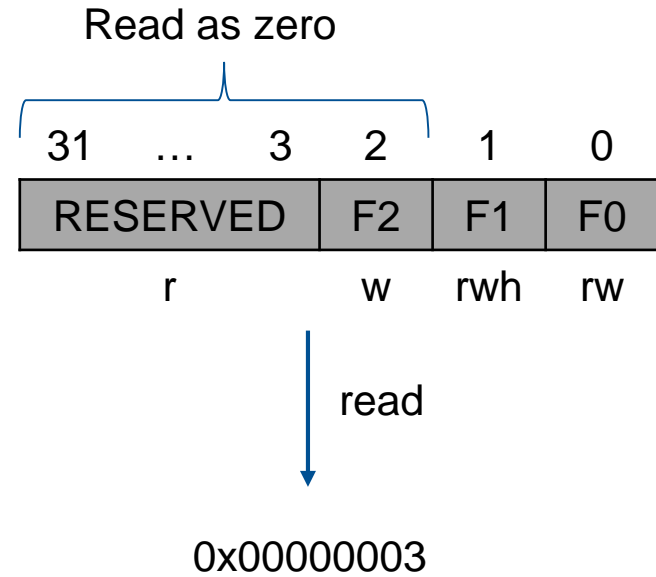 Read as zero
31 … 3 2 1 0
RESERVED F2 F1 F0
r w rwh rw
read
0x00000003